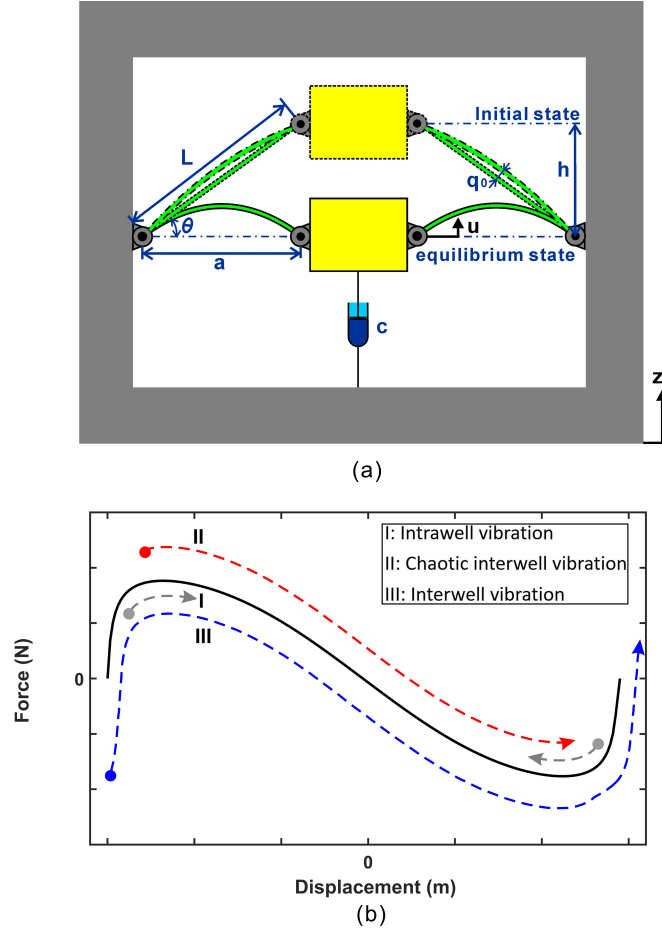 Initial state
L
h
q₀
θ
u
a
equilibrium state
c
z
(a)
II
I: Intrawell vibration
II: Chaotic interwell vibration
III: Interwell vibration
I
III
0
Force (N)
0
Displacement (m)
(b)